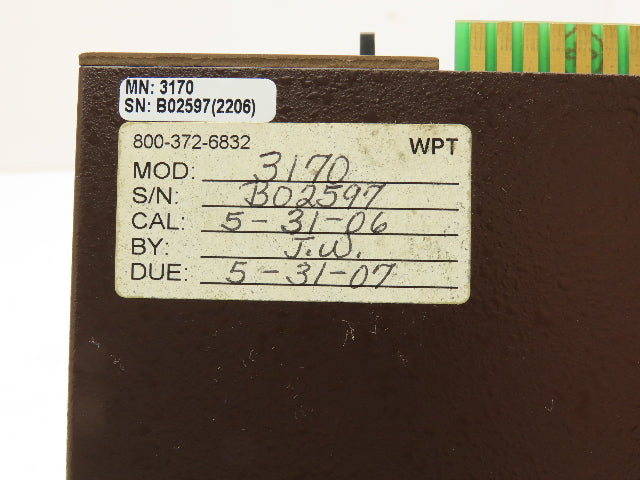 MN: 3170
SN: B02597(2206)
800-372-6832 WPT
MOD: 3170
S/N: B02597
CAL: 5-31-06
BY: J.W.
DUE: 5-31-07